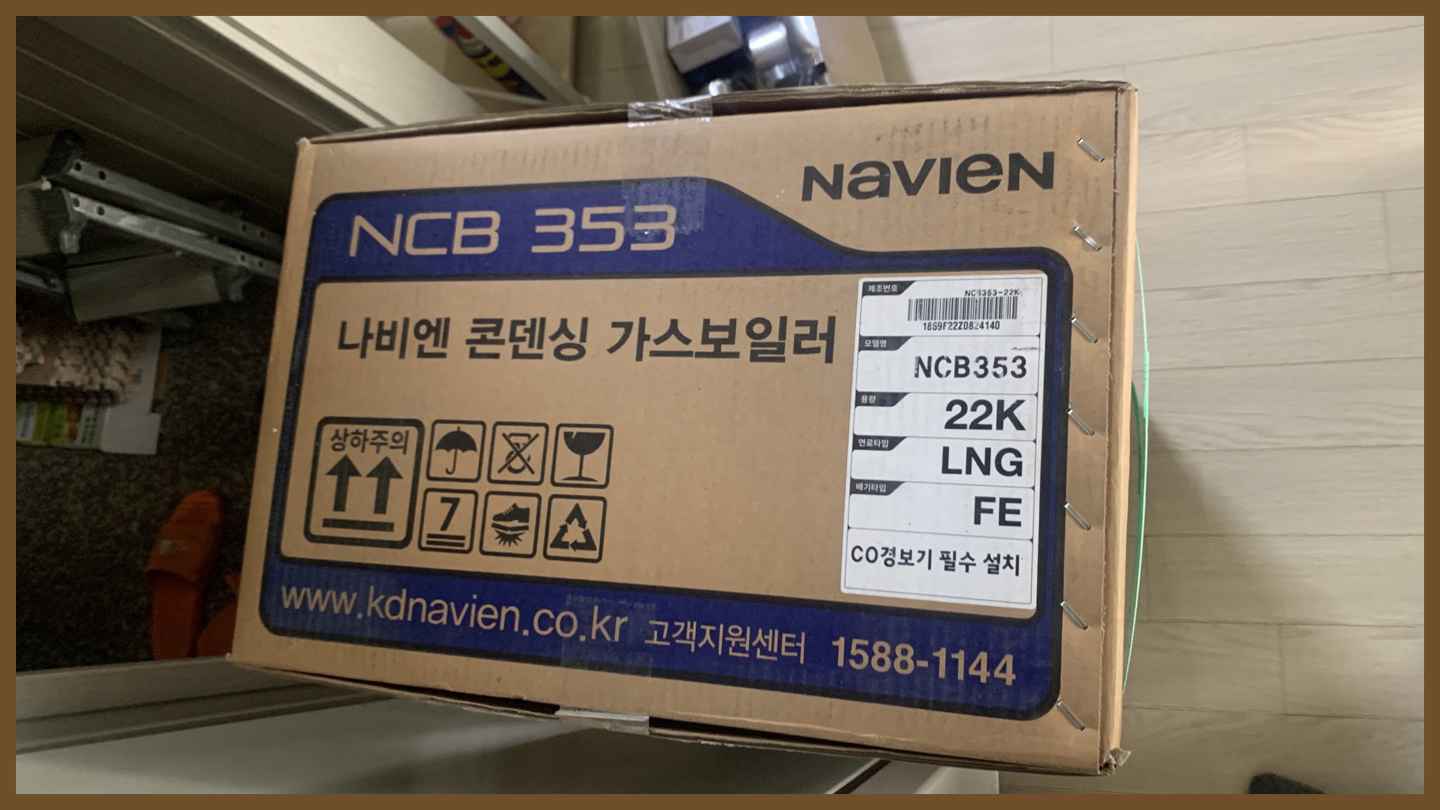 NAVIEN
NCB 353
나비엔 콘덴싱 가스보일러
제조번호
NCB353-22K
1859F22Z0824140
모델명
NCB353
용량
22K
연료타입
LNG
배기타입
FE
CO경보기 필수 설치
상하주의
7
www.kdnavien.co.kr 고객지원센터 1588-1144